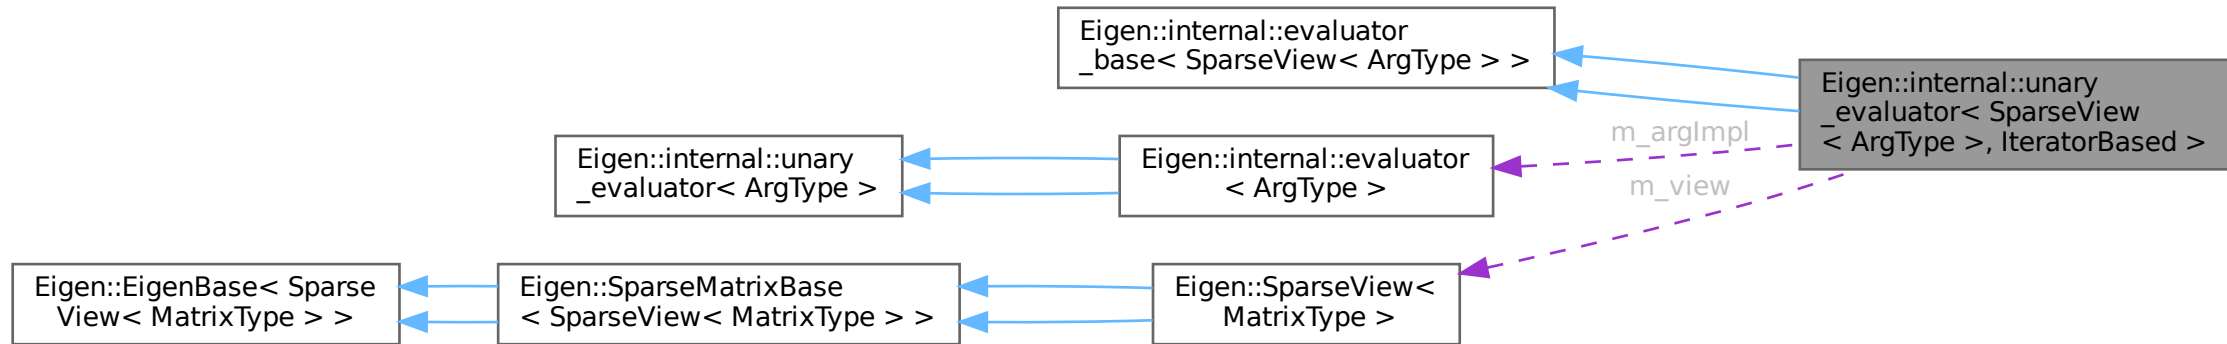 Eigen::internal::evaluator
_base< SparseView< ArgType > >
Eigen::internal::unary
_evaluator< SparseView
< ArgType >, IteratorBased >
m_argImpl
Eigen::internal::unary
_evaluator< ArgType >
Eigen::internal::evaluator
< ArgType >
m_view
Eigen::EigenBase< Sparse
View< MatrixType > >
Eigen::SparseMatrixBase
< SparseView< MatrixType > >
Eigen::SparseView<
MatrixType >